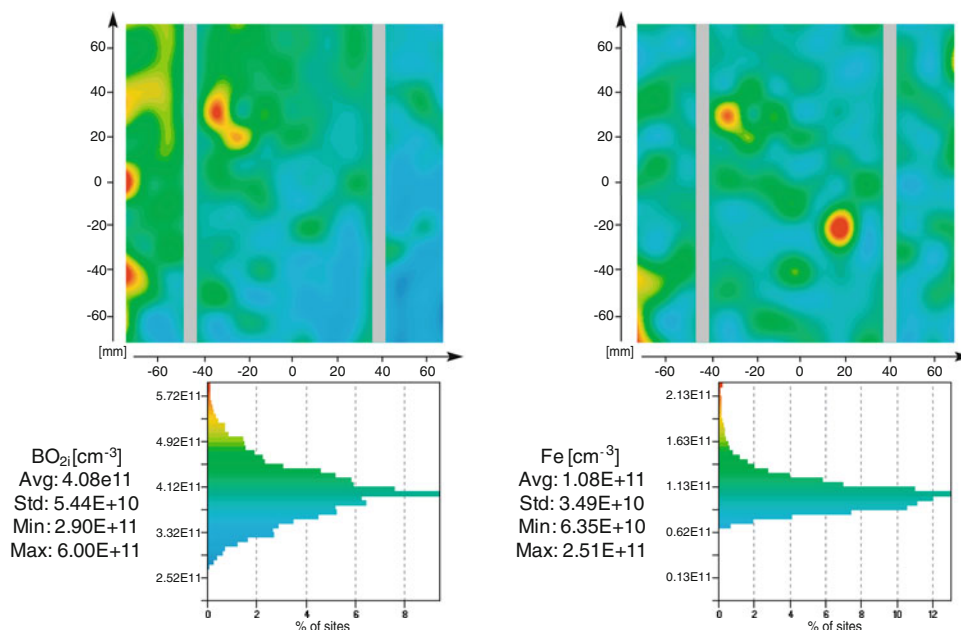 60
40
20
0
-20
-40
-60
[mm]
-60
-40
-20
0
20
40
60
60
40
20
0
-20
-40
-60
[mm]
-60
-40
-20
0
20
40
60
BO2i[cm-3]
Avg: 4.08e11
Std: 5.44E+10
Min: 2.90E+11
Max: 6.00E+11
5.72E11
4.92E11
4.12E11
3.32E11
2.52E11
0
2
4
6
8
% of sites
Fe[cm-3]
Avg: 1.08E+11
Std: 3.49E+10
Min: 6.35E+10
Max: 2.51E+11
2.13E11
1.63E11
1.13E11
0.62E11
0.13E11
0
2
4
6
8
10
12
% of sites